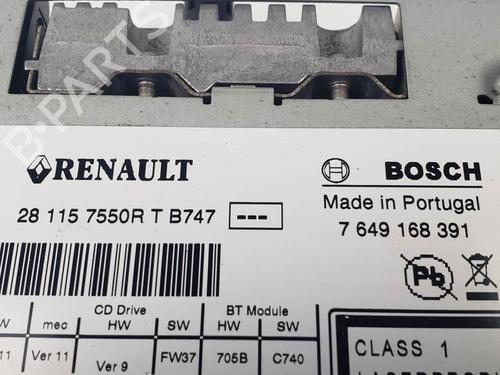 B-PARTS
RENAULT
BOSCH
28 115 7550R T B747 ---
Made in Portugal
7 649 168 391
Pb
CD Drive BT Module
mec HW SW HW SW
11 Ver 11 Ver 9 FW37 705B C740
CLASS 1